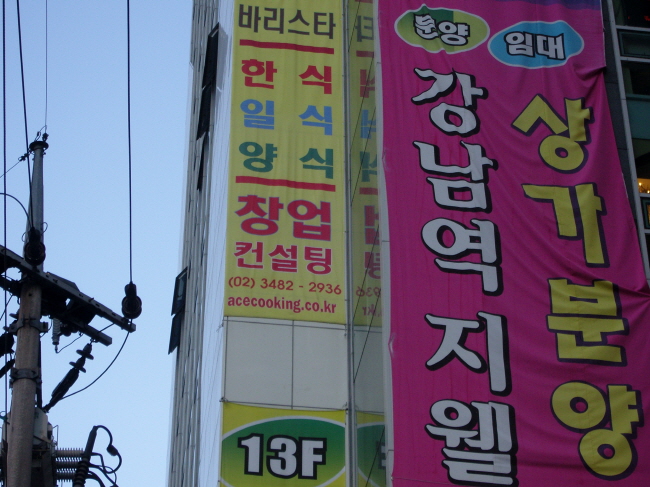 바리스타
한식
일식
양식
창업
컨설팅
(02) 3482 - 2936
acecooking.co.kr
13F
분양 임대
강남역 지웰
상가분양